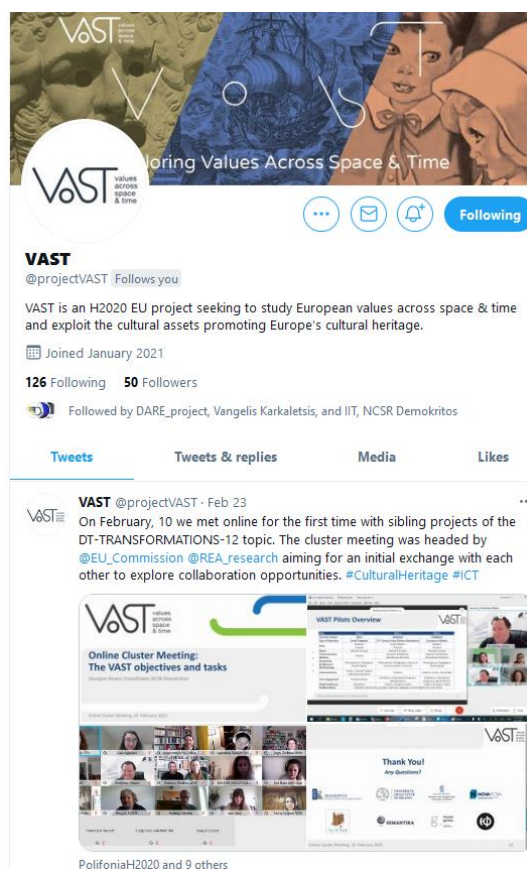 VAST
values
across
space
& time
VAST
oloring Values Across Space & Time
VAST
values
across
space
& time
Following
VAST
@projectVAST Follows you
VAST is an H2020 EU project seeking to study European values across space & time
and exploit the cultural assets promoting Europe's cultural heritage.
Joined January 2021
126 Following 50 Followers
Followed by DARE_project, Vangelis Karkaletsis, and IIT, NCSR Demokritos
Tweets Tweets & replies Media Likes
VAST
VAST @projectVAST · Feb 23
On February, 10 we met online for the first time with sibling projects of the
DT-TRANSFORMATIONS-12 topic. The cluster meeting was headed by
@EU_Commission @REA_research aiming for an initial exchange with each
other to explore collaboration opportunities. #CulturalHeritage #ICT
VAST
values
across
space
& time
Online Cluster Meeting:
The VAST objectives and tasks
VAST Pilots Overview
VAST
VAST
Thank You!
Any Questions?
SEMANTIKA
NOVA
PolifoniaH2020 and 9 others